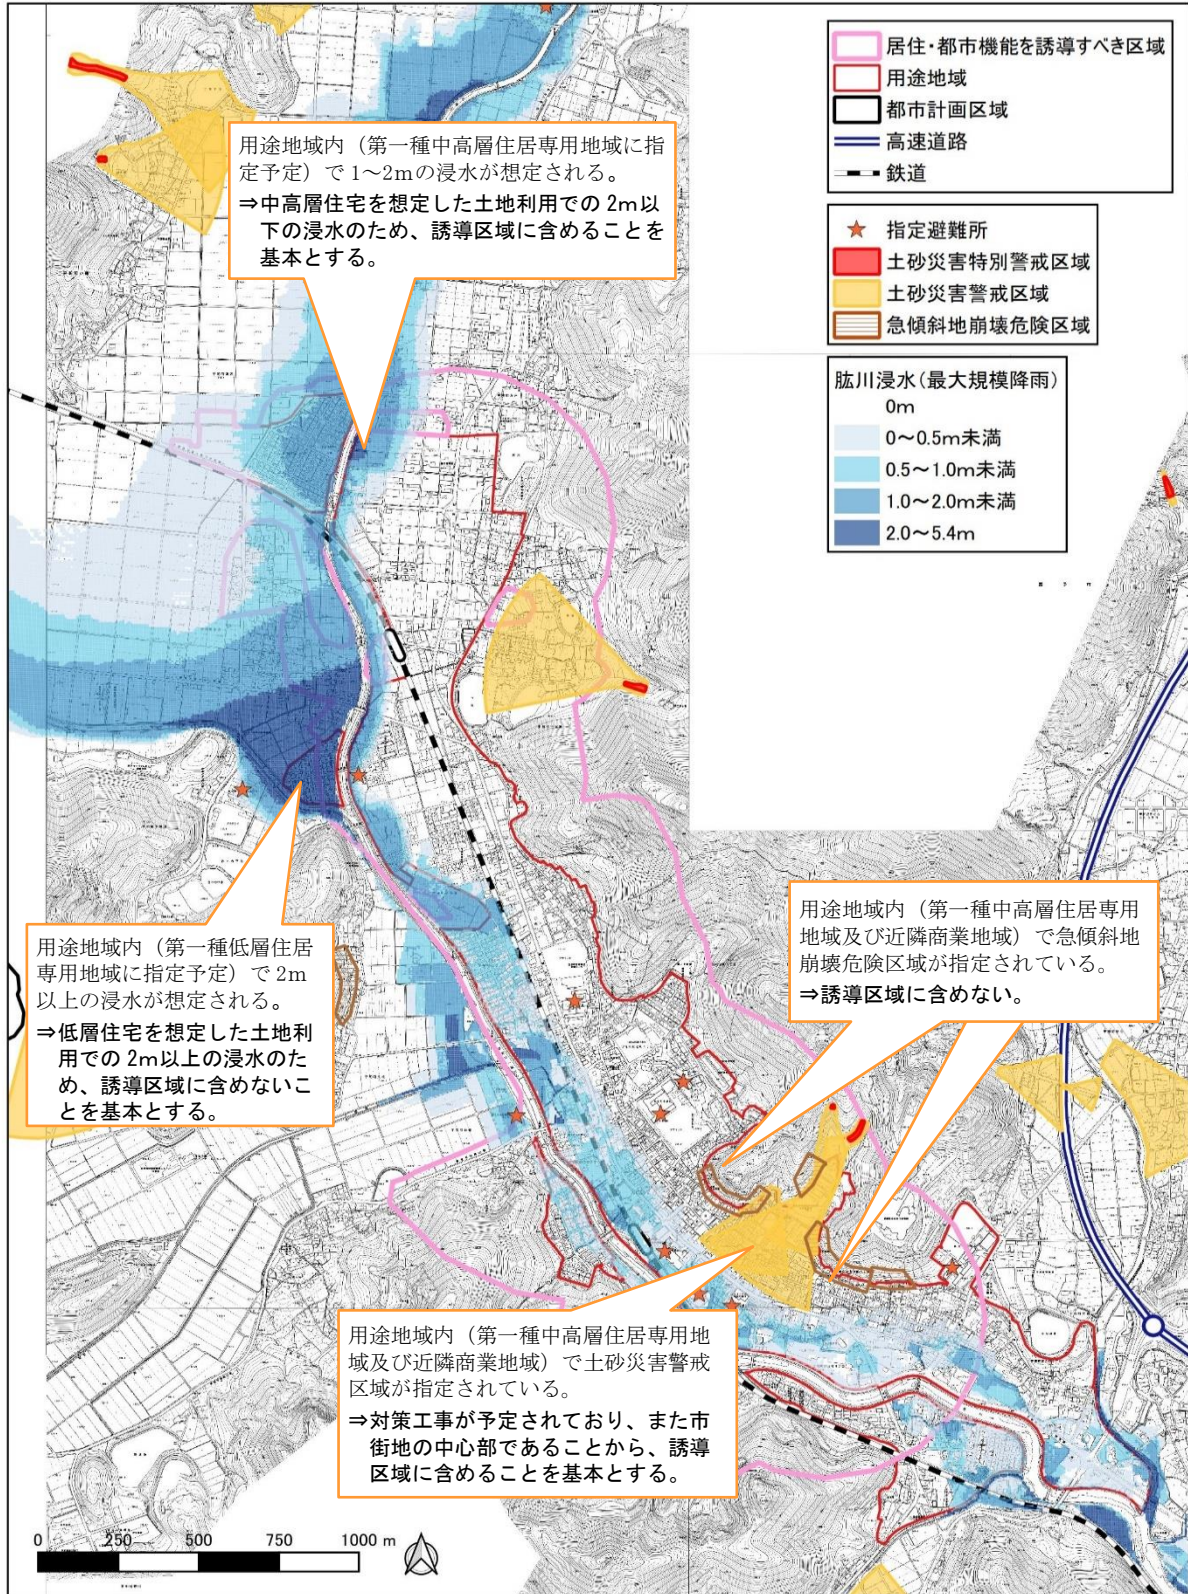 居住・都市機能を誘導すべき区域
用途地域
都市計画区域
高速道路
鉄道
指定避難所
土砂災害特別警戒区域
土砂災害警戒区域
急傾斜地崩壊危険区域
肱川浸水(最大規模降雨)
0m
0～0.5m未満
0.5～1.0m未満
1.0～2.0m未満
2.0～5.4m
用途地域内（第一種中高層住居専用地域に指
定予定）で 1～2mの浸水が想定される。
⇒中高層住宅を想定した土地利用での 2m以
下の浸水のため、誘導区域に含めることを
基本とする。
用途地域内（第一種低層住居
専用地域に指定予定）で 2m
以上の浸水が想定される。
⇒低層住宅を想定した土地利
用での 2m以上の浸水のた
め、誘導区域に含めないこ
とを基本とする。
用途地域内（第一種中高層住居専用
地域及び近隣商業地域）で急傾斜地
崩壊危険区域が指定されている。
⇒誘導区域に含めない。
用途地域内（第一種中高層住居専用地
域及び近隣商業地域）で土砂災害警戒
区域が指定されている。
⇒対策工事が予定されており、また市
街地の中心部であることから、誘導
区域に含めることを基本とする。
0 250 500 750 1000 m